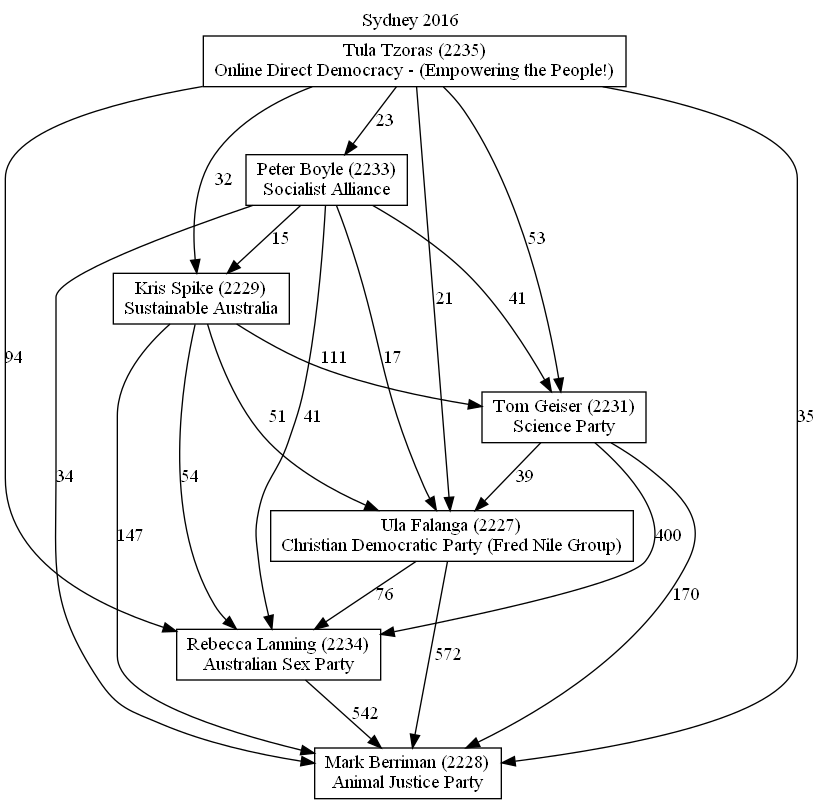 Sydney 2016
Tula Tzoras (2235)
Online Direct Democracy - (Empowering the People!)
23
Peter Boyle (2233)
Socialist Alliance
32
15
53
Kris Spike (2229)
Sustainable Australia
21
41
94
111
17
Tom Geiser (2231)
Science Party
51
41
35
34
54
39
Ula Falanga (2227)
Christian Democratic Party (Fred Nile Group)
147
400
76
170
Rebecca Lanning (2234)
Australian Sex Party
572
542
Mark Berriman (2228)
Animal Justice Party